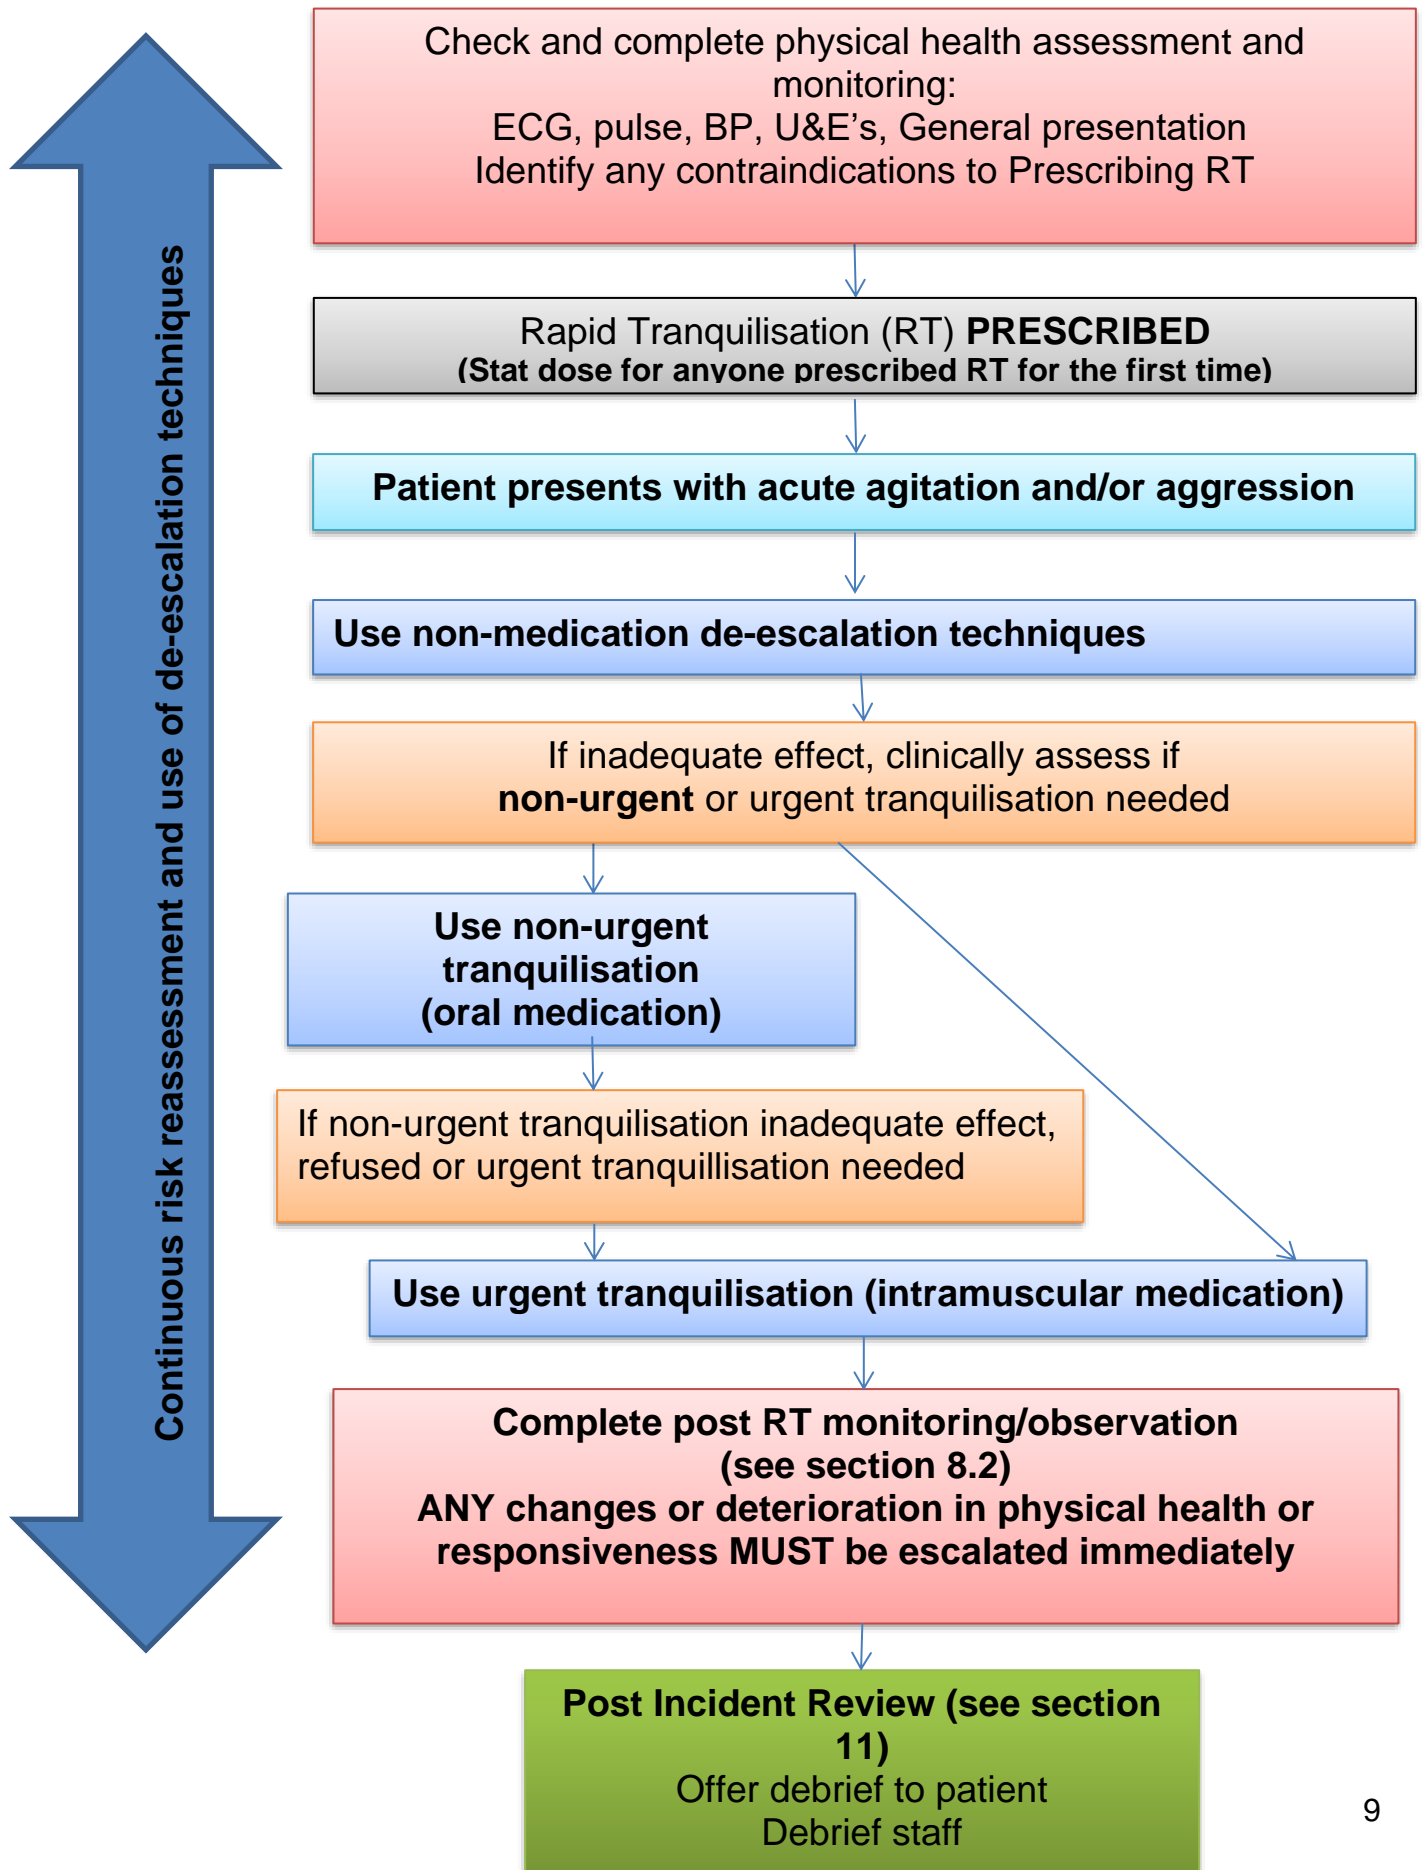 Continuous risk reassessment and use of de-escalation techniques
Check and complete physical health assessment and
monitoring:
ECG, pulse, BP, U&E's, General presentation
Identify any contraindications to Prescribing RT
Rapid Tranquilisation (RT) PRESCRIBED
(Stat dose for anyone prescribed RT for the first time)
Patient presents with acute agitation and/or aggression
Use non-medication de-escalation techniques
If inadequate effect, clinically assess if
non-urgent or urgent tranquilisation needed
Use non-urgent
tranquilisation
(oral medication)
If non-urgent tranquilisation inadequate effect,
refused or urgent tranquillisation needed
Use urgent tranquilisation (intramuscular medication)
Complete post RT monitoring/observation
(see section 8.2)
ANY changes or deterioration in physical health or
responsiveness MUST be escalated immediately
Post Incident Review (see section
11)
Offer debrief to patient
Debrief staff
9